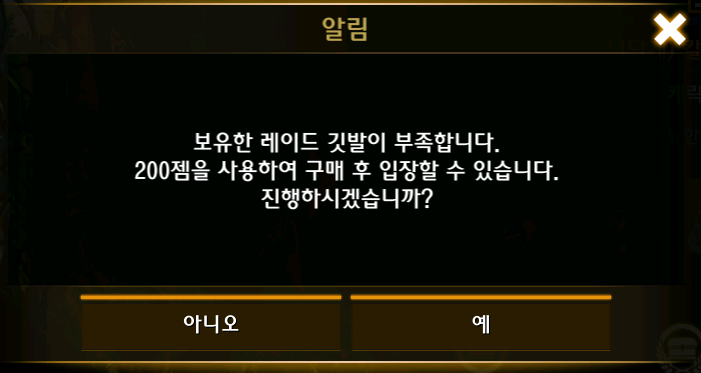 알림
보유한 레이드 깃발이 부족합니다.
200젬을 사용하여 구매 후 입장할 수 있습니다.
진행하시겠습니까?
아니오
예